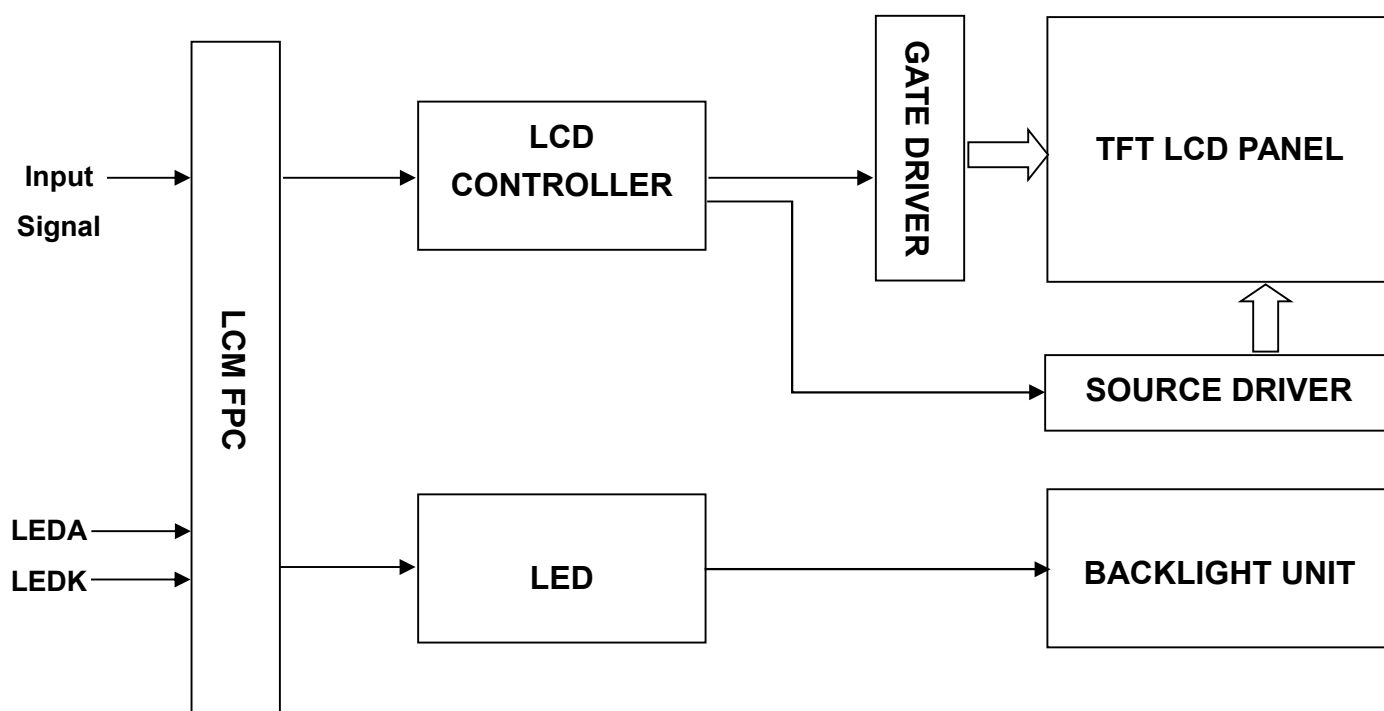 Input
Signal
LEDA
LEDK
LCM FPC
LCD
CONTROLLER
GATE DRIVER
TFT LCD PANEL
SOURCE DRIVER
LED
BACKLIGHT UNIT